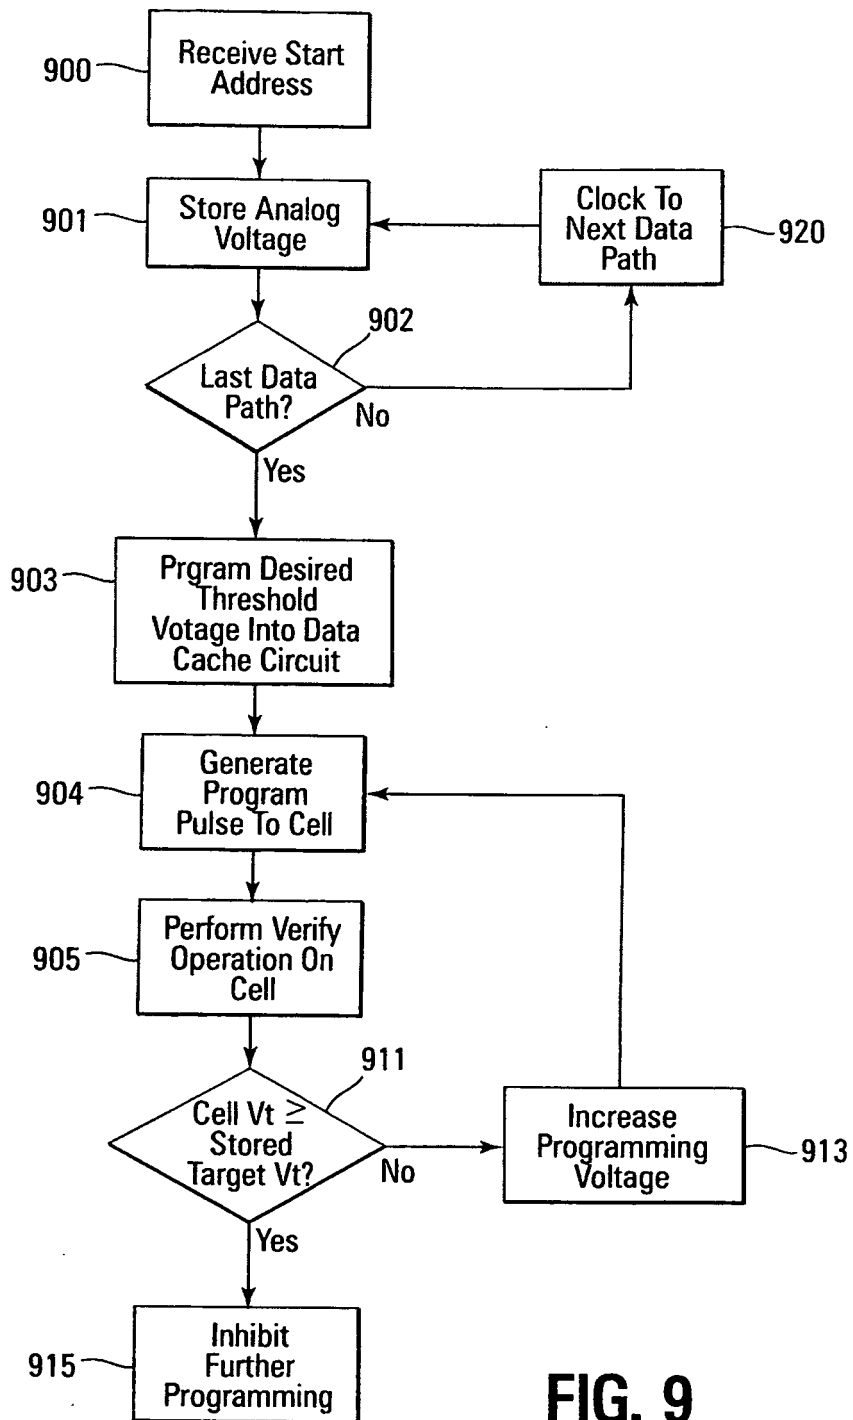 900
Receive Start
Address
901
Store Analog
Voltage
Clock To
Next Data
Path
920
902
Last Data
Path?
No
Yes
903
Prgram Desired
Threshold
Votage Into Data
Cache Circuit
904
Generate
Program
Pulse To Cell
905
Perform Verify
Operation On
Cell
911
Cell Vt ≥
Stored
Target Vt?
No
Increase
Programming
Voltage
913
Yes
915
Inhibit
Further
Programming
FIG. 9